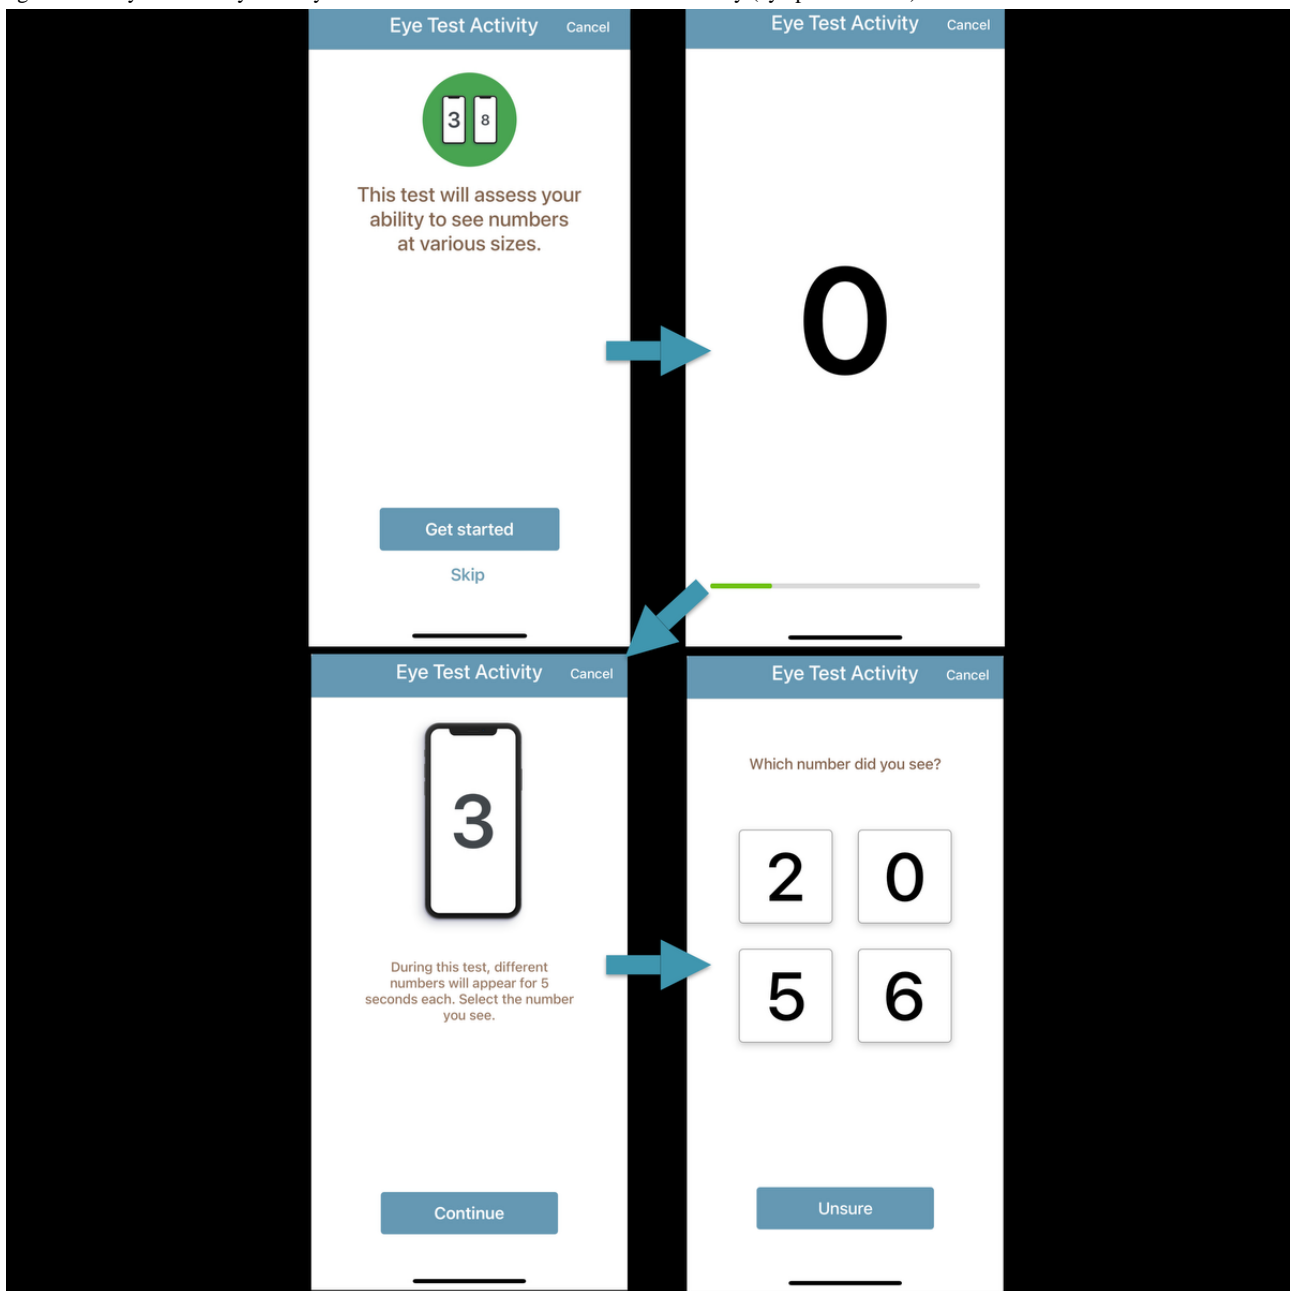 Eye Test Activity Cancel
3 8
This test will assess your
ability to see numbers
at various sizes.
Get started
Skip
Eye Test Activity Cancel
0
Eye Test Activity Cancel
3
During this test, different
numbers will appear for 5
seconds each. Select the number
you see.
Continue
Eye Test Activity Cancel
Which number did you see?
2 0
5 6
Unsure